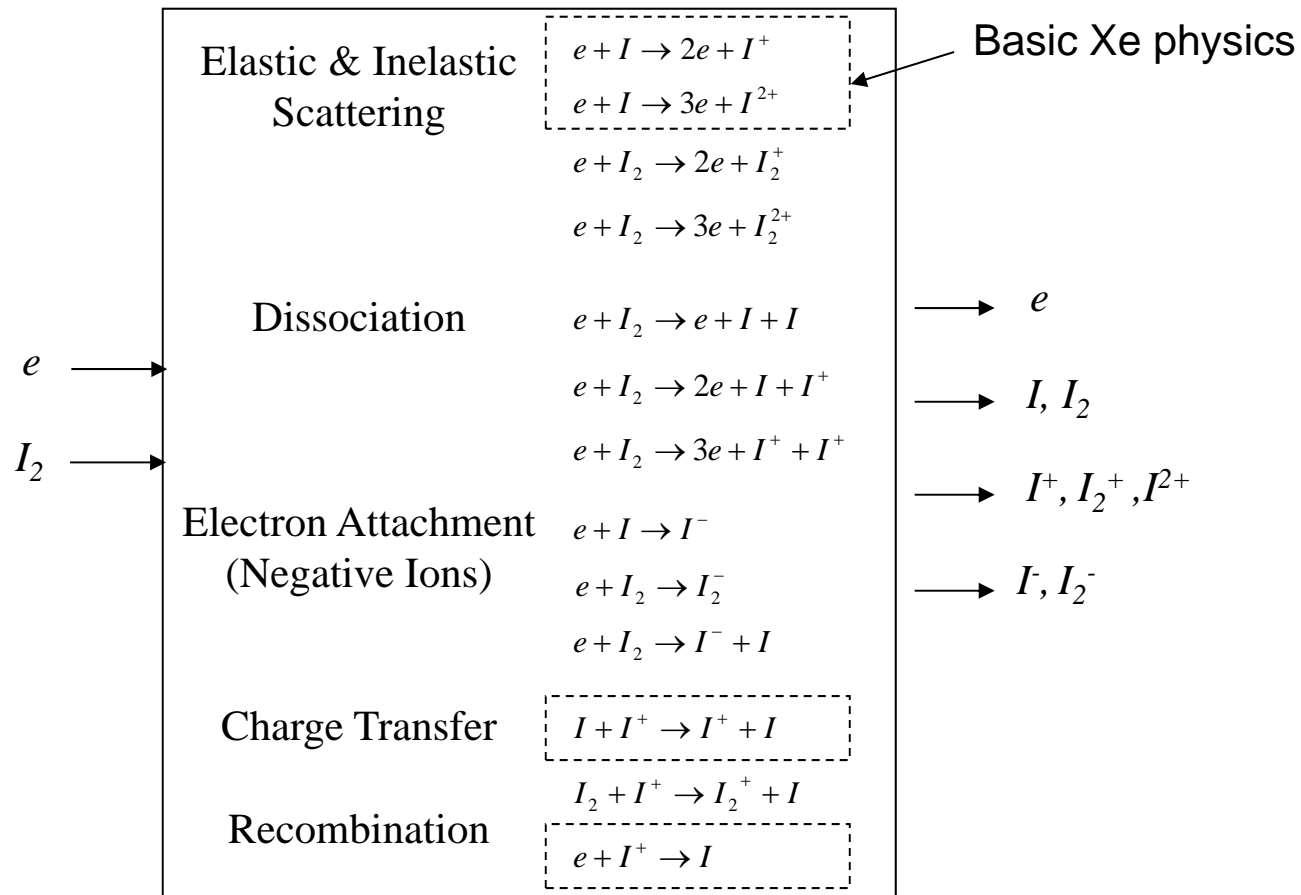 Elastic & Inelastic
Scattering
e + I → 2e + I⁺
e + I → 3e + I²⁺
e + I₂ → 2e + I₂⁺
e + I₂ → 3e + I₂²⁺
Basic Xe physics
Dissociation
e + I₂ → e + I + I
e + I₂ → 2e + I + I⁺
e + I₂ → 3e + I⁺ + I⁺
e
I₂
e
I, I₂
I⁺, I₂⁺ ,I²⁺
I⁻, I₂⁻
Electron Attachment
(Negative Ions)
e + I → I⁻
e + I₂ → I₂⁻
e + I₂ → I⁻ + I
Charge Transfer
I + I⁺ → I⁺ + I
I₂ + I⁺ → I₂⁺ + I
Recombination
e + I⁺ → I